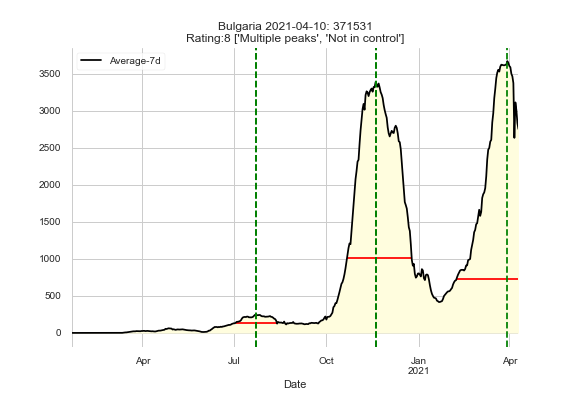 Bulgaria 2021-04-10: 371531
Rating:8 ['Multiple peaks', 'Not in control']
Average-7d
3500
3000
2500
2000
1500
1000
500
0
Apr
Jul
Oct
Jan
2021
Apr
Date